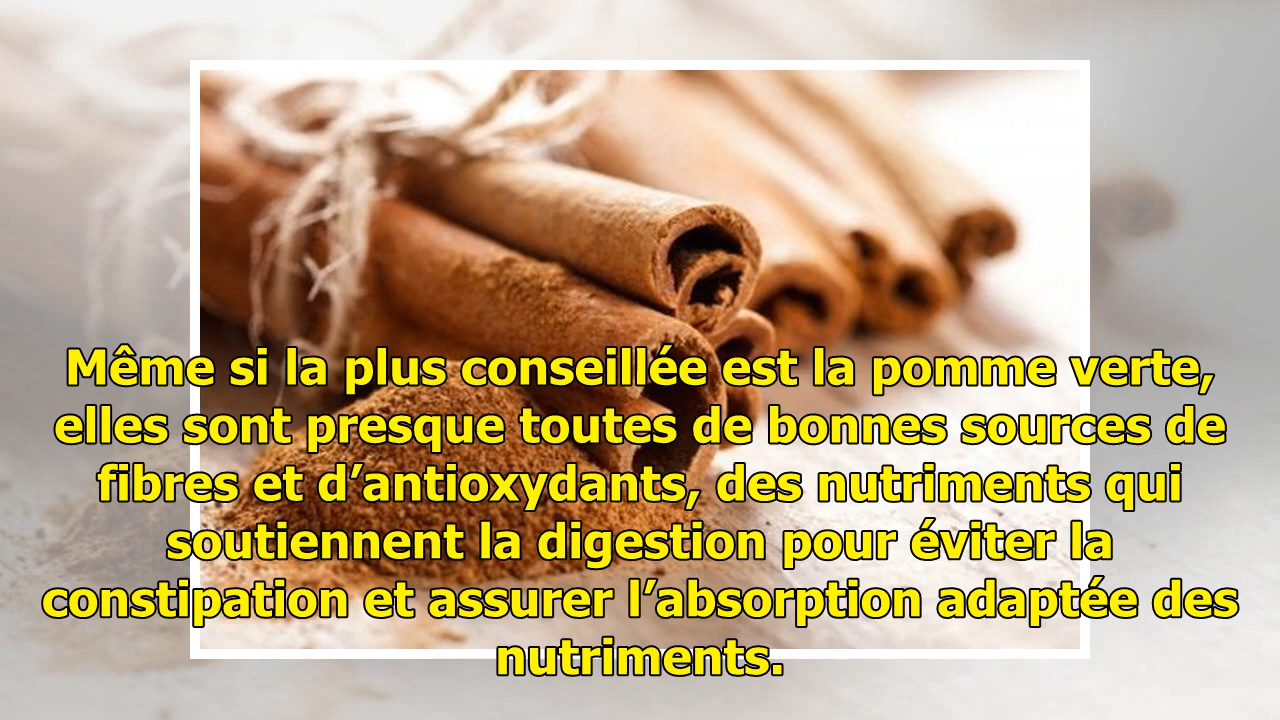 Même si la plus conseillée est la pomme verte,
elles sont presque toutes de bonnes sources de
fibres et d’antioxydants, des nutriments qui
soutiennent la digestion pour éviter la
constipation et assurer l’absorption adaptée des
nutriments.